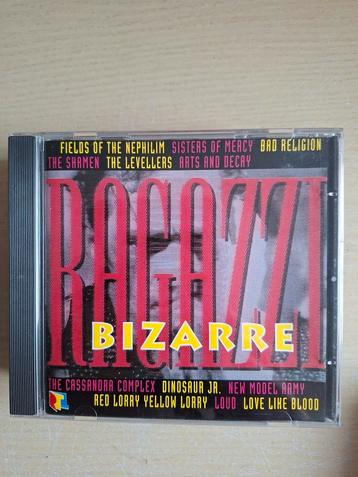 FIELDS OF THE NEPHILIM SISTERS OF MERCY BAD RELIGION
THE SHAMEN THE LEVELLERS ARTS AND DECAY
RAGAZZI
BIZARRE
THE CASSANDRA COMPLEX DINOSAUR JR. NEW MODEL ARMY
RED LORRY YELLOW LORRY LOUD LOVE LIKE BLOOD